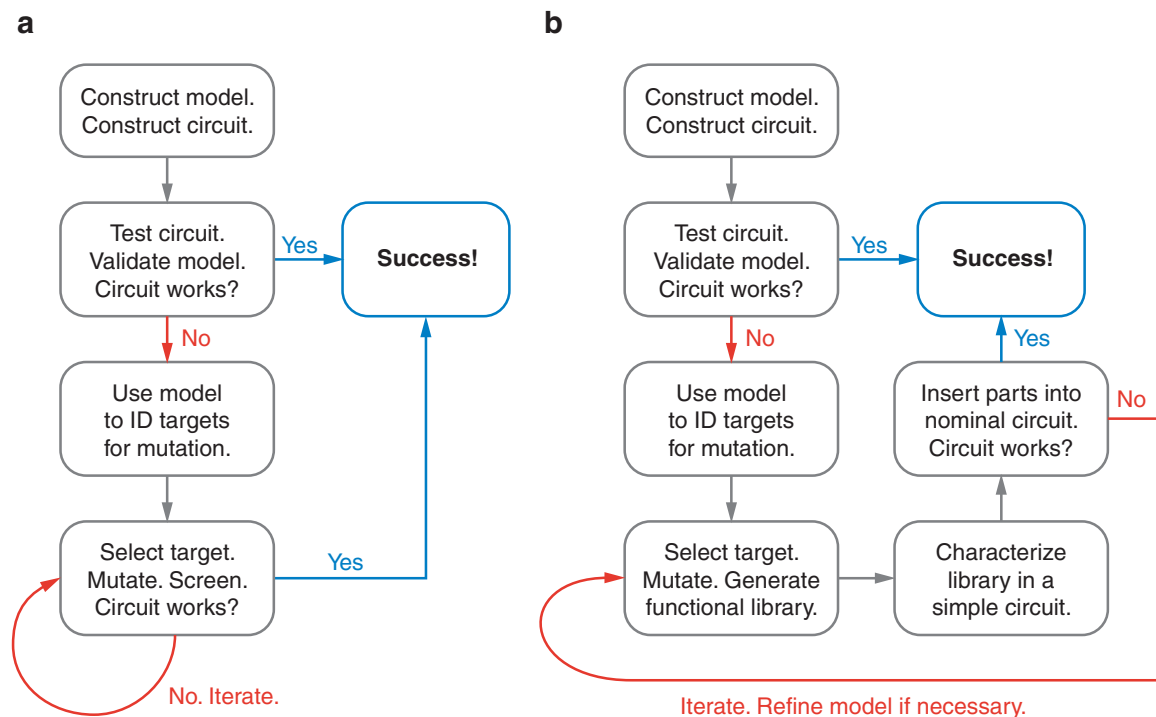 a
Construct model.
Construct circuit.
Test circuit.
Validate model.
Circuit works?
Yes
Success!
No
Use model
to ID targets
for mutation.
Select target.
Mutate. Screen.
Circuit works?
Yes
No. Iterate.
b
Construct model.
Construct circuit.
Test circuit.
Validate model.
Circuit works?
Yes
Success!
No
Yes
Use model
to ID targets
for mutation.
Insert parts into
nominal circuit.
Circuit works?
No
Select target.
Mutate. Generate
functional library.
Characterize
library in a
simple circuit.
Iterate. Refine model if necessary.